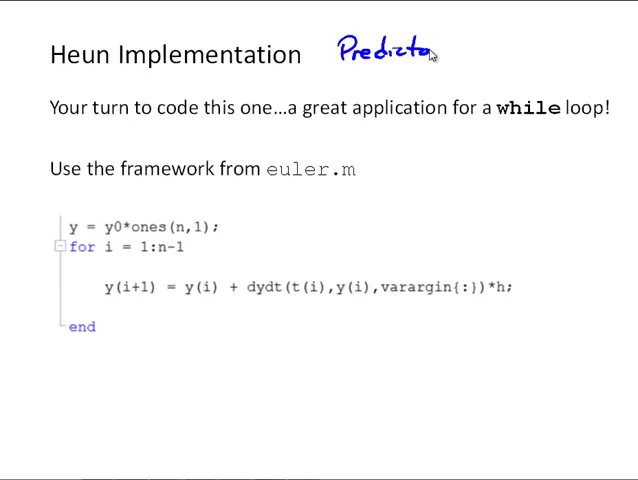 Heun Implementation Predicto
Your turn to code this one…a great application for a while loop!
Use the framework from euler.m
y = y0*ones(n,1);
for i = 1:n-1
y(i+1) = y(i) + dydt(t(i),y(i),varargin{:})*h;
end